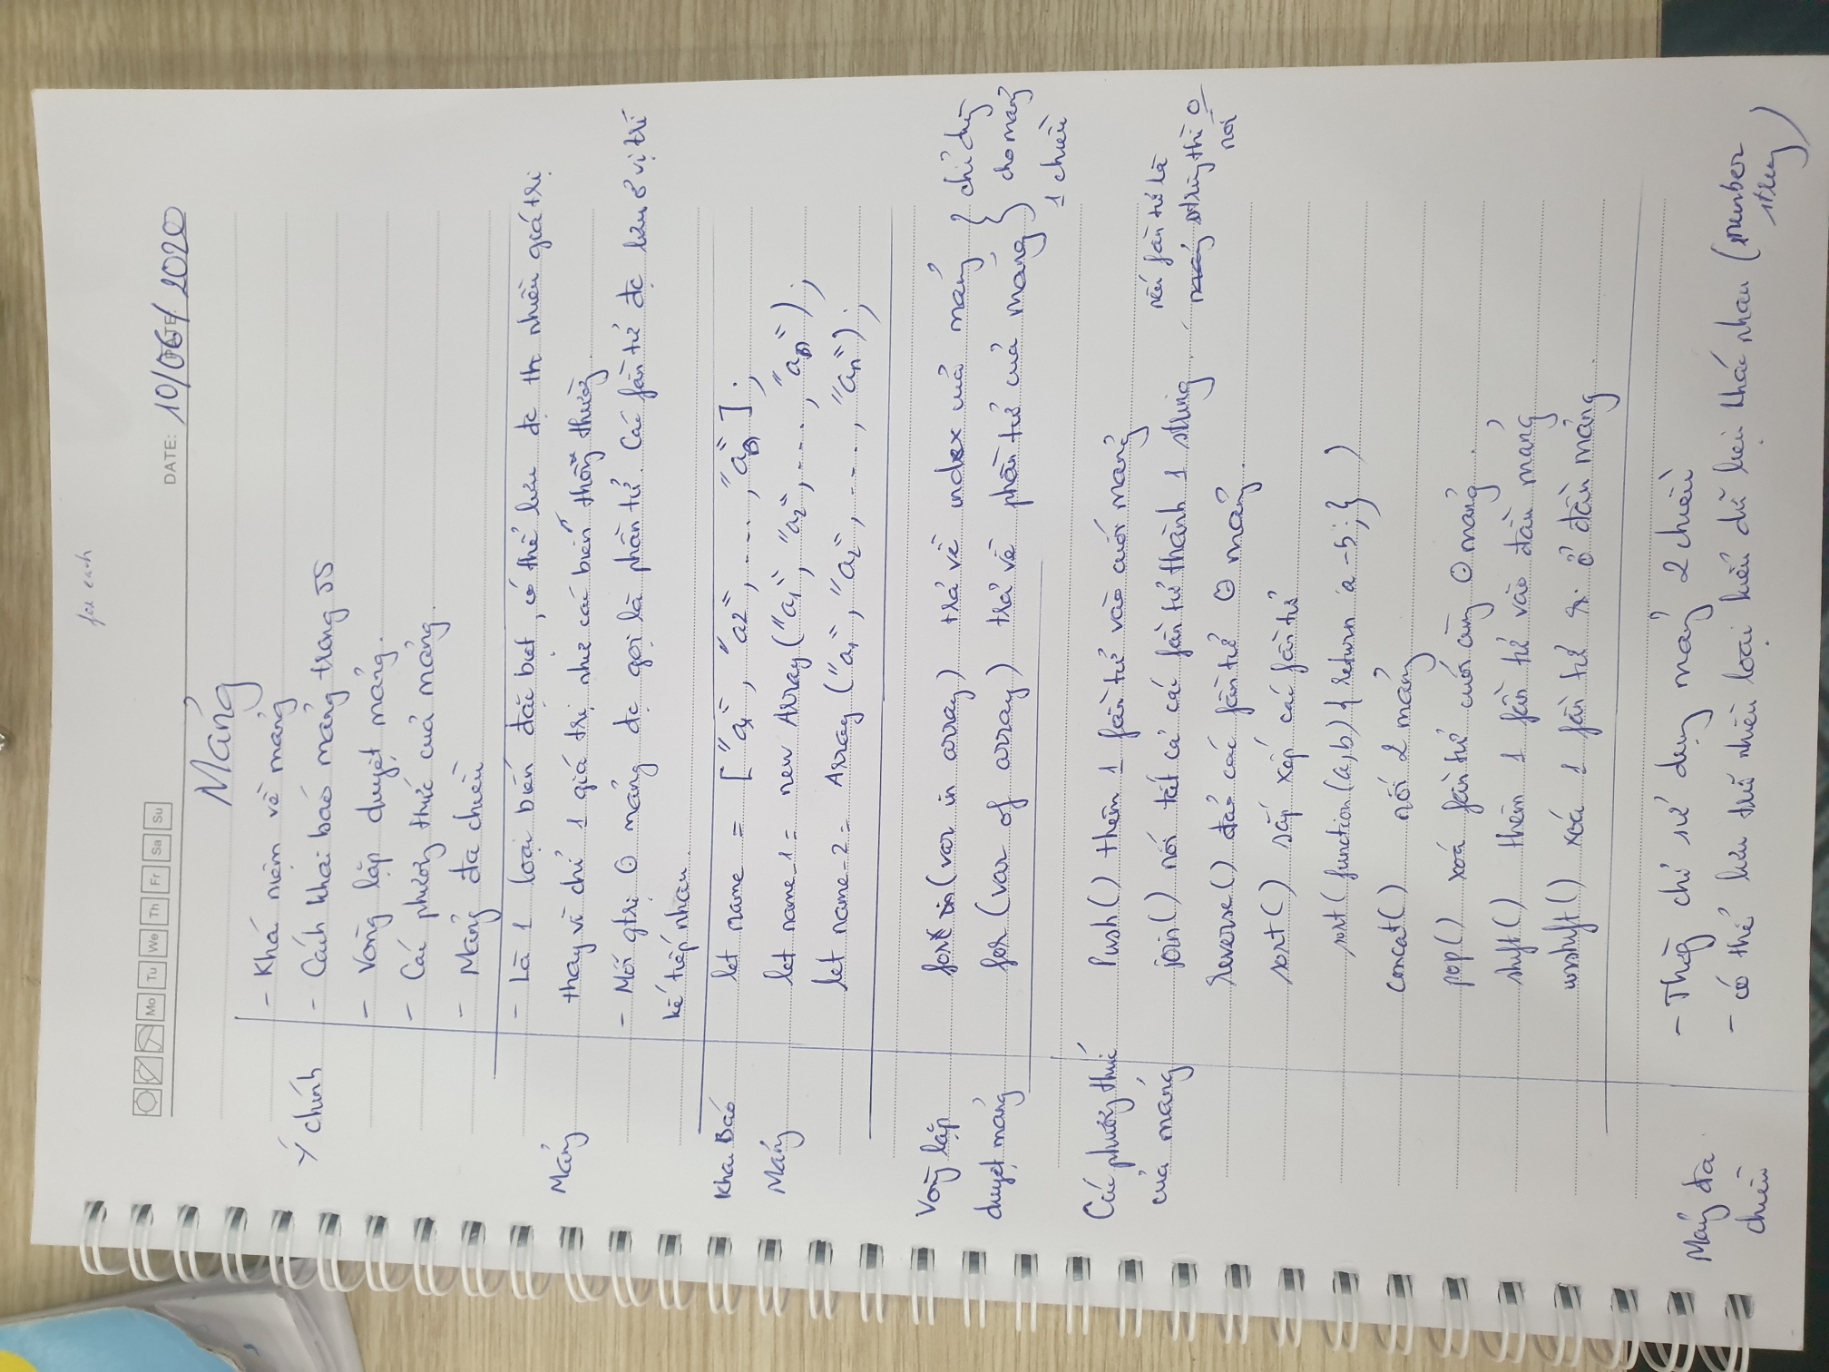 for each
Mo Tu We Th Fr Sa Su
DATE: 10/06/2020
Mảng
Ý chính
- Khá niệm về mảng
- Cách khai báo mảng trong JS
- Vòng lặp duyệt mảng.
- Các phương thức của mảng.
- Mảng đa chiều
Mảng
- Là 1 loại biến đặc biệt, có thể lưu đc nhiều giá trị
thay vì chỉ 1 giá trị như các biến thông thường.
- Mỗi gtrị mảng đc gọi là phần tử. Các fần tử đc lưu ở vị trí
kế tiếp nhau.
Khai Báo
Mảng
let name = ["a1", "a2", ...., "an"];
let name_1 = new Array("a1", "a2", ...., "an");
let name_2 = Array ("a1", "a2", ...., "an");
Vòng lặp
duyệt mảng
for (var in array) trả về index của mảng
for (var of array) trả về phần tử của mảng
} chỉ dùng
cho mảng
1 chiều
Các phương thức
của mảng
Push() thêm 1 fần tử vào cuối mảng
join() nối tất cả các fần tử thành 1 string.
nếu fần tử là
string thì 0
nối
reverse() đảo các fần tử mảng.
sort() sắp xếp các fần tử
sort(function(a,b){return a-b;} )
concat() nối 2 mảng
pop() xoá fần tử cuối cùng mảng.
shift() thêm 1 fần tử vào đầu mảng
unshift() xoá 1 fần tử ở đầu mảng.
Mảng đa
chiều
- Thg chỉ sử dụng mảng 2 chiều
- có thể lưu trữ nhiều loại kiểu dữ liệu khác nhau (number
string)